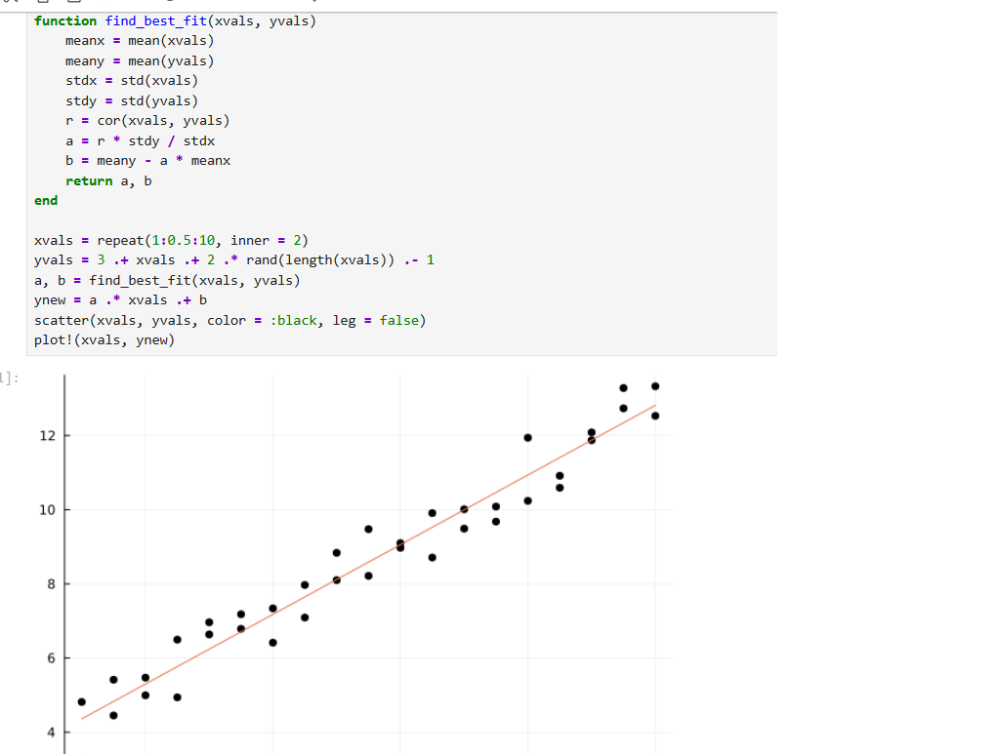 function find_best_fit(xvals, yvals)
    meanx = mean(xvals)
    meany = mean(yvals)
    stdx = std(xvals)
    stdy = std(yvals)
    r = cor(xvals, yvals)
    a = r * stdy / stdx
    b = meany - a * meanx
    return a, b
end
xvals = repeat(1:0.5:10, inner = 2)
yvals = 3 .+ xvals .+ 2 .* rand(length(xvals)) .- 1
a, b = find_best_fit(xvals, yvals)
ynew = a .* xvals .+ b
scatter(xvals, yvals, color = :black, leg = false)
plot!(xvals, ynew)
]:
12
10
8
6
4